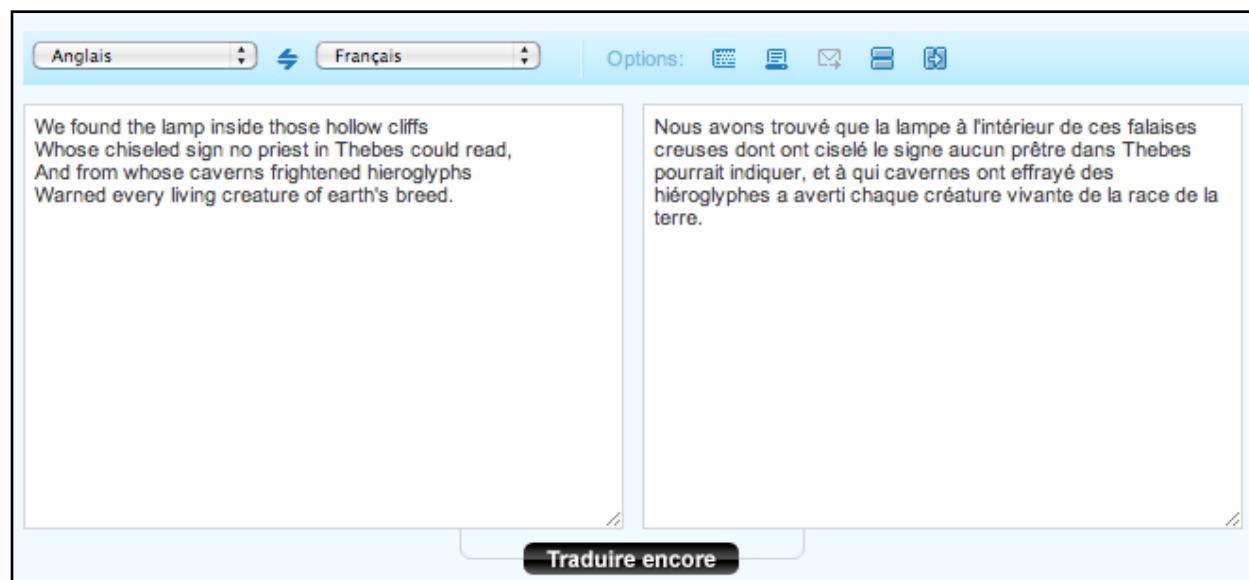 Anglais Français Options:
We found the lamp inside those hollow cliffs
Whose chiseled sign no priest in Thebes could read,
And from whose caverns frightened hieroglyphs
Warned every living creature of earth's breed.
Nous avons trouvé que la lampe à l'intérieur de ces falaises
creuses dont ont ciselé le signe aucun prêtre dans Thebes
pourrait indiquer, et à qui cavernes ont effrayé des
hiéroglyphes a averti chaque créature vivante de la race de la
terre.
Traduire encore